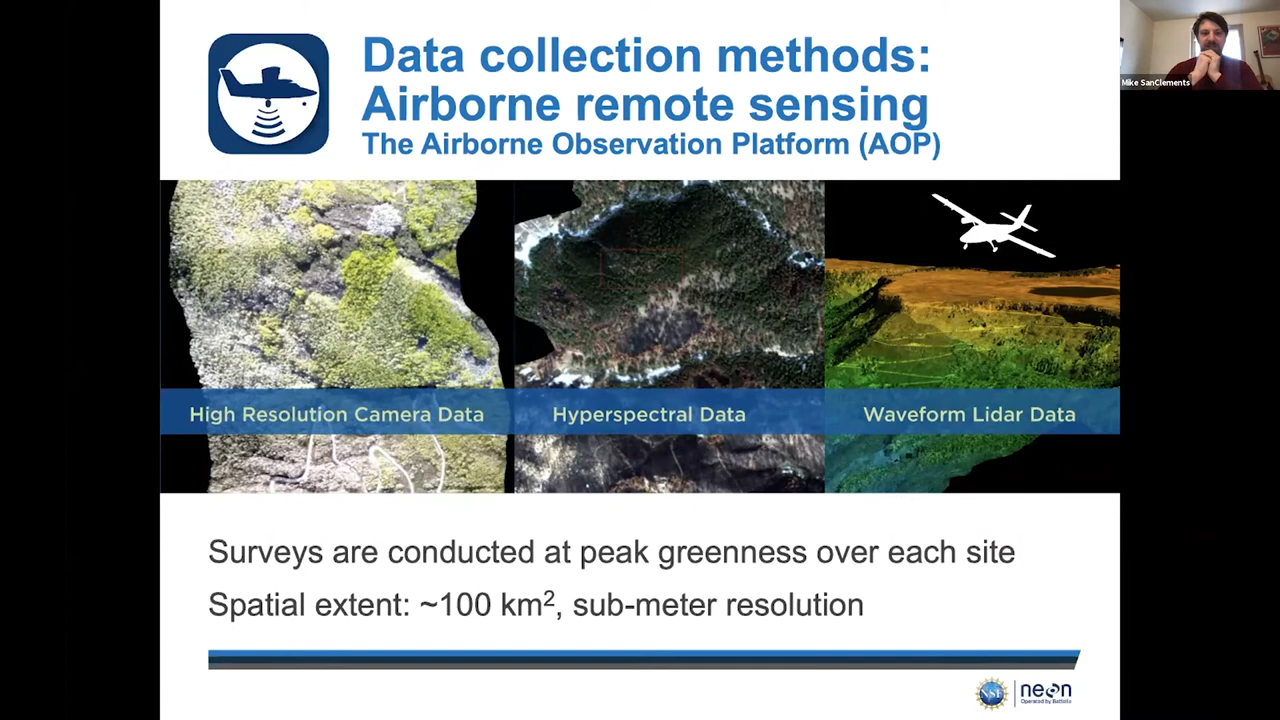 Data collection methods:
Airborne remote sensing
The Airborne Observation Platform (AOP)
Mike SanClements
High Resolution Camera Data
Hyperspectral Data
Waveform Lidar Data
Surveys are conducted at peak greenness over each site
Spatial extent: ~100 km², sub-meter resolution
NSF
neon
Operated by Battelle